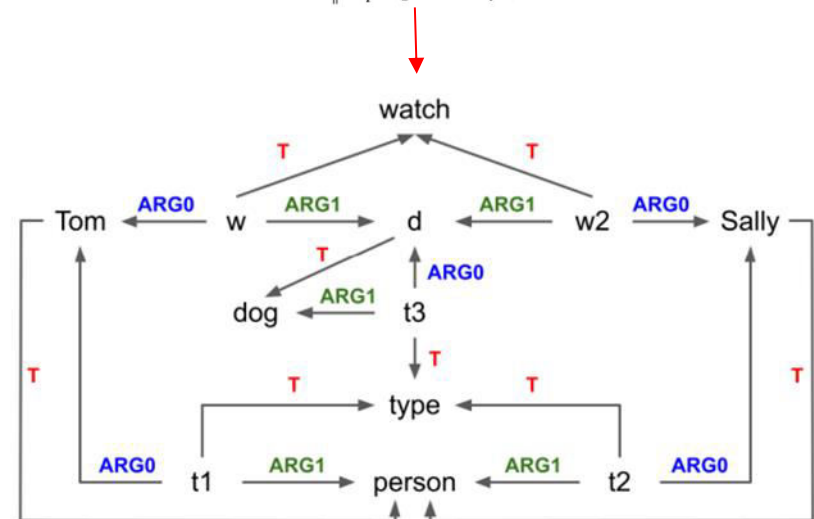 watch
T T
Tom ARG0 w ARG1 d ARG1 w2 ARG0 Sally
T ARG0
dog ARG1 t3
T T T
T type T
ARG0 t1 ARG1 person ARG1 t2 ARG0